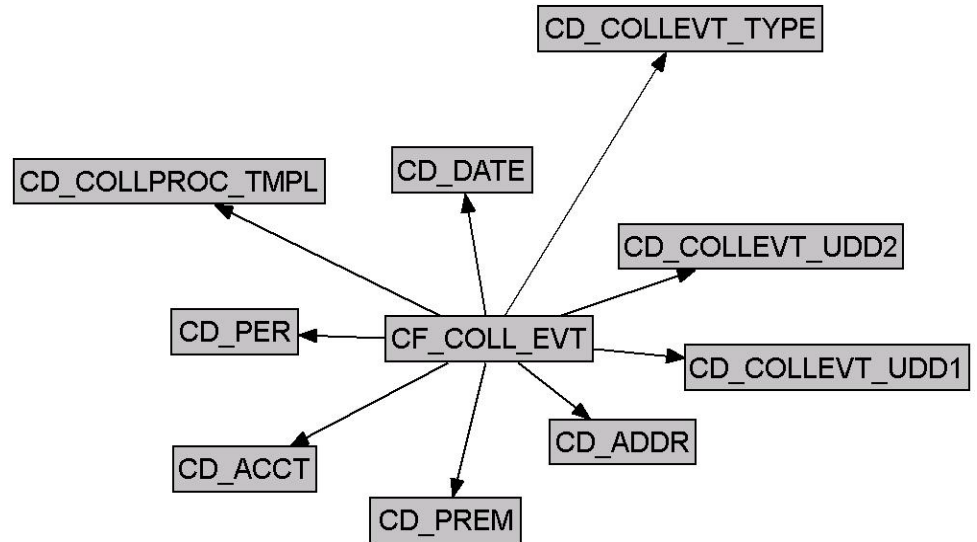 CD_COLLEVT_TYPE
CD_DATE
CD_COLLPROC_TMPL
CD_COLLEVT_UDD2
CD_PER
CF_COLL_EVT
CD_COLLEVT_UDD1
CD_ADDR
CD_ACCT
CD_PREM